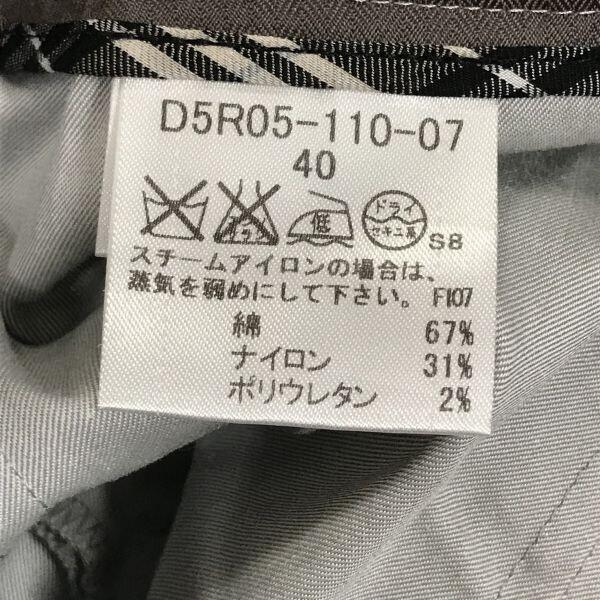 D5R05-110-07
40
低 ドライ セキユ系 S8
スチームアイロンの場合は、
蒸気を弱めにして下さい。 FI07
綿 67%
ナイロン 31%
ポリウレタン 2%